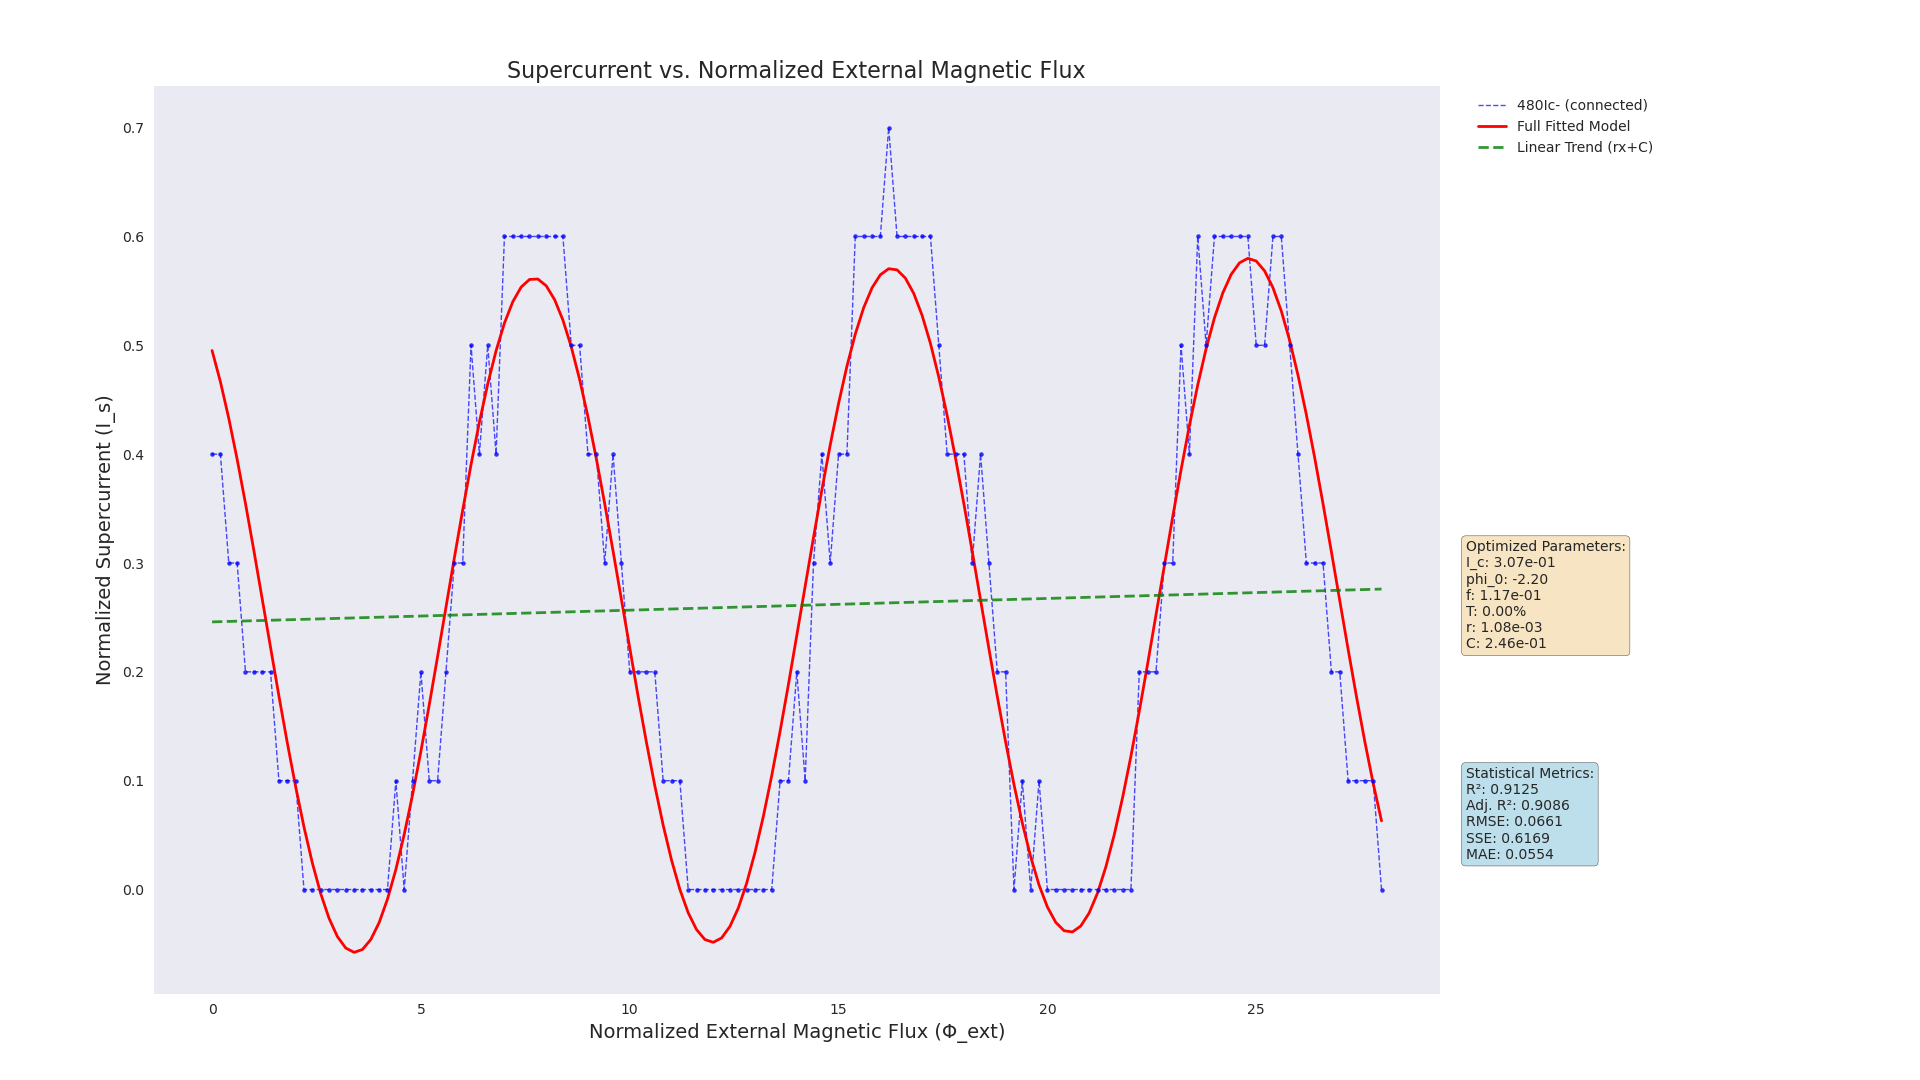 Supercurrent vs. Normalized External Magnetic Flux
480Ic- (connected)
Full Fitted Model
Linear Trend (rx+C)
Normalized Supercurrent (I_s)
0.7
0.6
0.5
0.4
0.3
0.2
0.1
0.0
0
5
10
15
20
25
Normalized External Magnetic Flux (Φ_ext)
Optimized Parameters:
I_c: 3.07e-01
phi_0: -2.20
f: 1.17e-01
T: 0.00%
r: 1.08e-03
C: 2.46e-01
Statistical Metrics:
R²: 0.9125
Adj. R²: 0.9086
RMSE: 0.0661
SSE: 0.6169
MAE: 0.0554